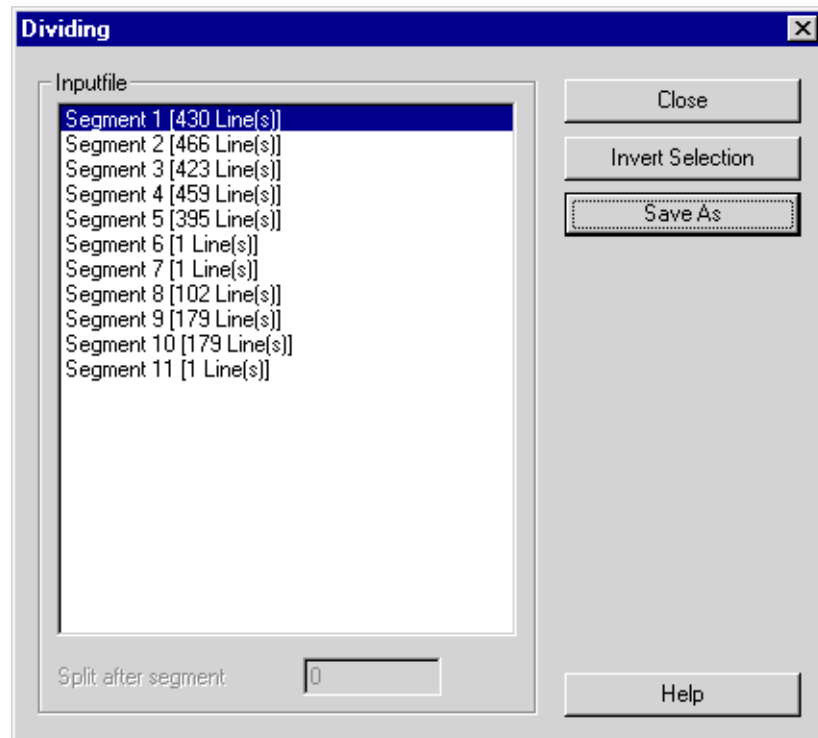 Dividing
Inputfile
Segment 1 [430 Line(s)]
Segment 2 [466 Line(s)]
Segment 3 [423 Line(s)]
Segment 4 [459 Line(s)]
Segment 5 [395 Line(s)]
Segment 6 [1 Line(s)]
Segment 7 [1 Line(s)]
Segment 8 [102 Line(s)]
Segment 9 [179 Line(s)]
Segment 10 [179 Line(s)]
Segment 11 [1 Line(s)]
Split after segment 0
Close
Invert Selection
Save As
Help